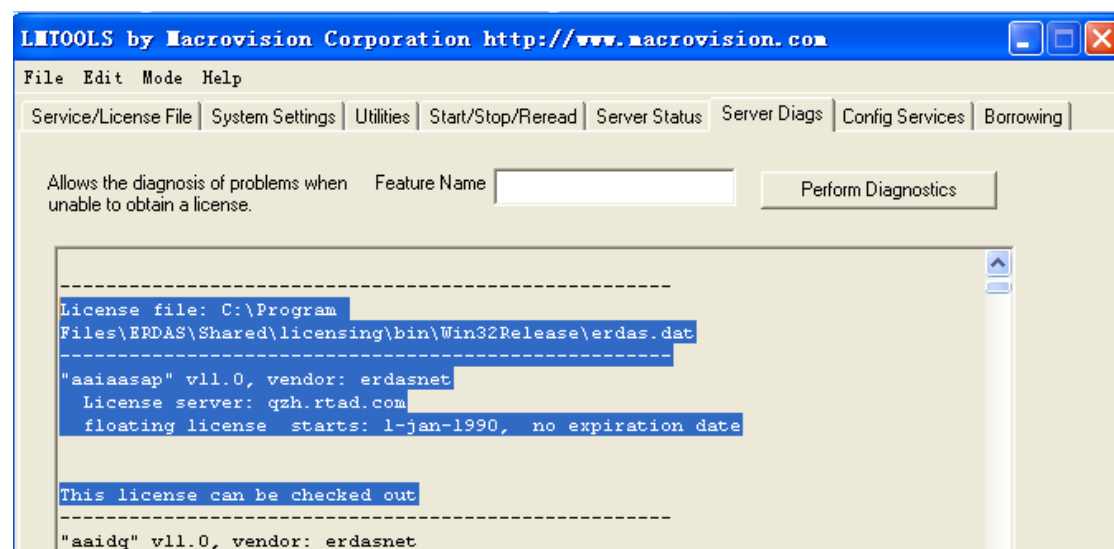 LMTOOLS by Macrovision Corporation http://www.macrovision.com
File Edit Mode Help
Service/License File System Settings Utilities Start/Stop/Reread Server Status Server Diags Config Services Borrowing
Allows the diagnosis of problems when
unable to obtain a license.
Feature Name
Perform Diagnostics
-----------------------------------------------------
License file: C:\Program
Files\ERDAS\Shared\licensing\bin\Win32Release\erdas.dat
-----------------------------------------------------
"aaiaasap" v11.0, vendor: erdasnet
License server: qzh.rtad.com
floating license starts: 1-jan-1990, no expiration date
This license can be checked out
-----------------------------------------------------
"aaidq" v11.0, vendor: erdasnet